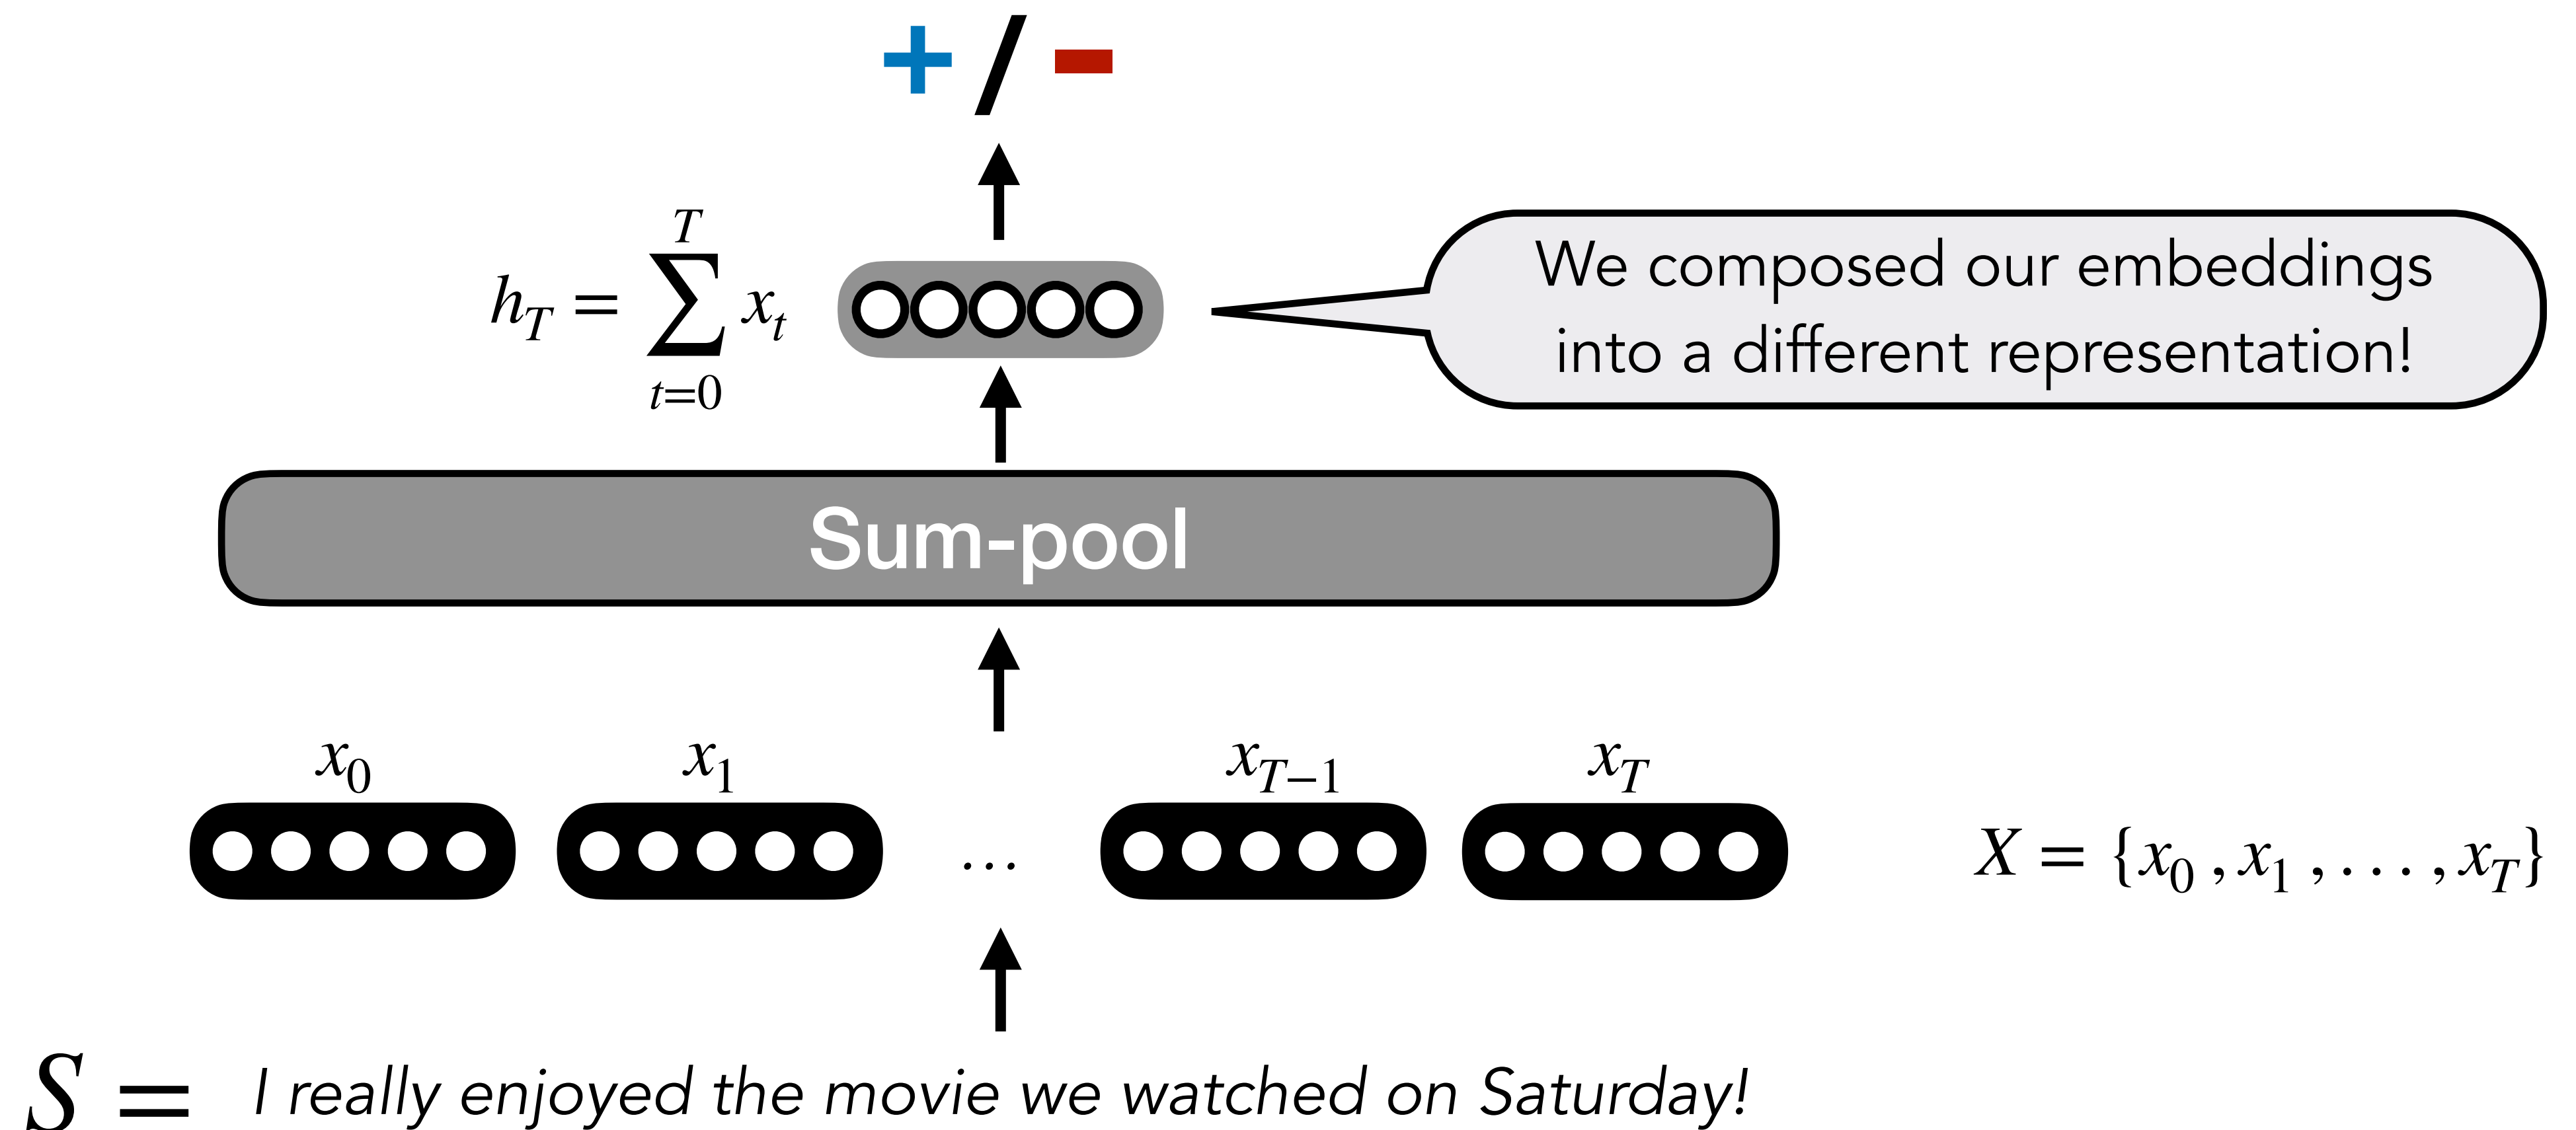 + / -
h_T = \sum_{t=0}^{T} x_t
We composed our embeddings
into a different representation!
Sum-pool
x_0 x_1 x_{T-1} x_T
...
X = {x_0 , x_1 , . . . , x_T}
S = I really enjoyed the movie we watched on Saturday!